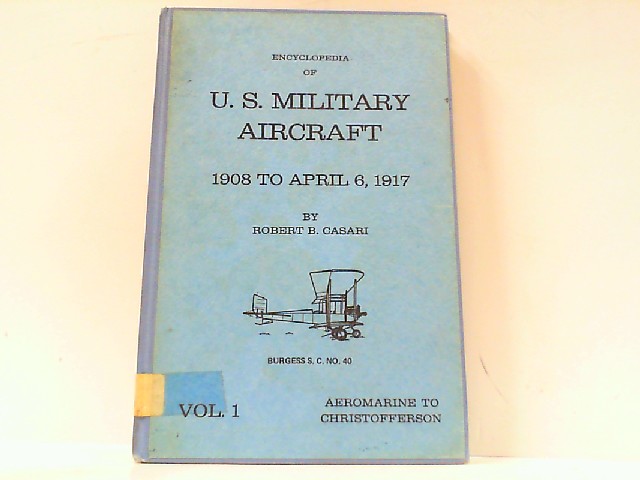 ENCYCLOPEDIA
OF
U. S. MILITARY
AIRCRAFT
1908 TO APRIL 6, 1917
BY
ROBERT B. CASARI
BURGESS S. C. NO. 40
VOL. 1
AEROMARINE TO
CHRISTOFFERSON